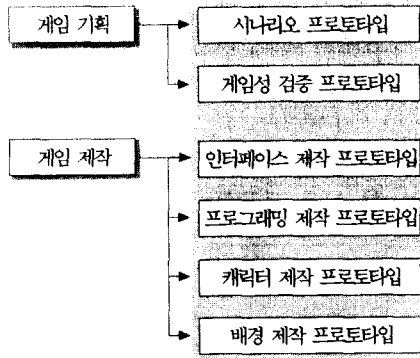 게임 기획
시나리오 프로토타입
게임성 검증 프로토타입
게임 제작
인터페이스 제작 프로토타입
프로그래밍 제작 프로토타입
캐릭터 제작 프로토타입
배경 제작 프로토타입